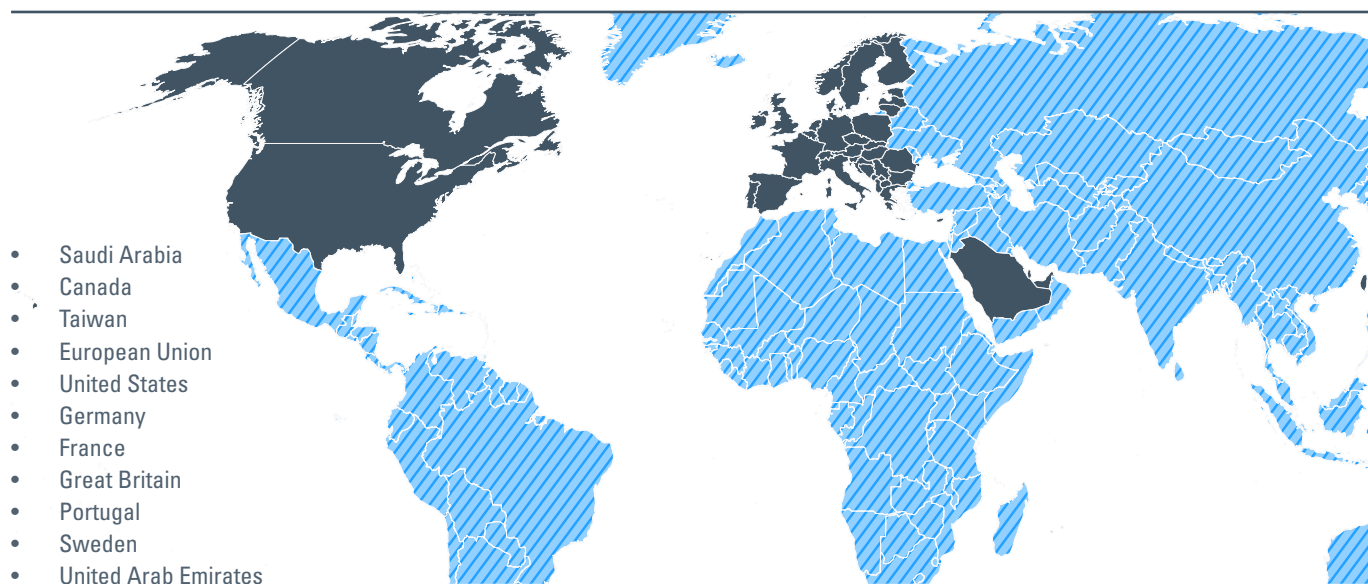 • Saudi Arabia
• Canada
• Taiwan
• European Union
• United States
• Germany
• France
• Great Britain
• Portugal
• Sweden
• United Arab Emirates